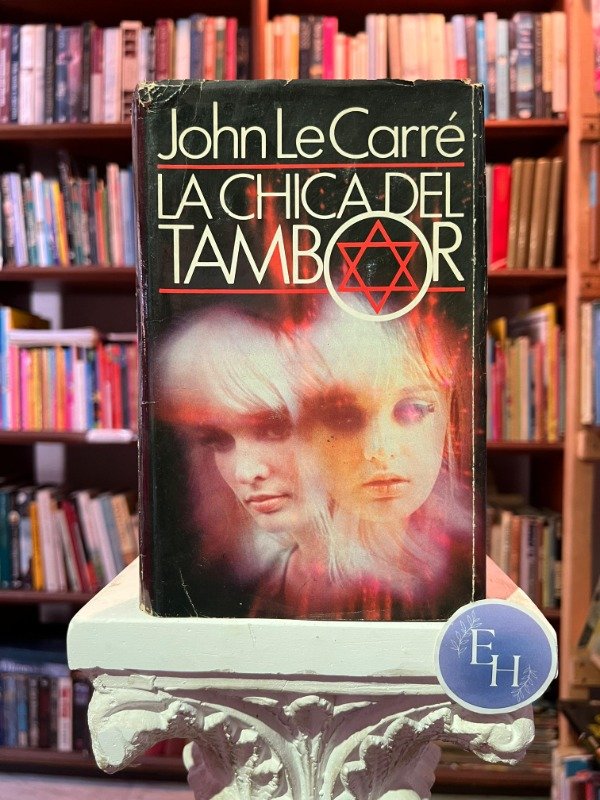 John Le Carré
LA CHICA DEL
TAMBOR
EH